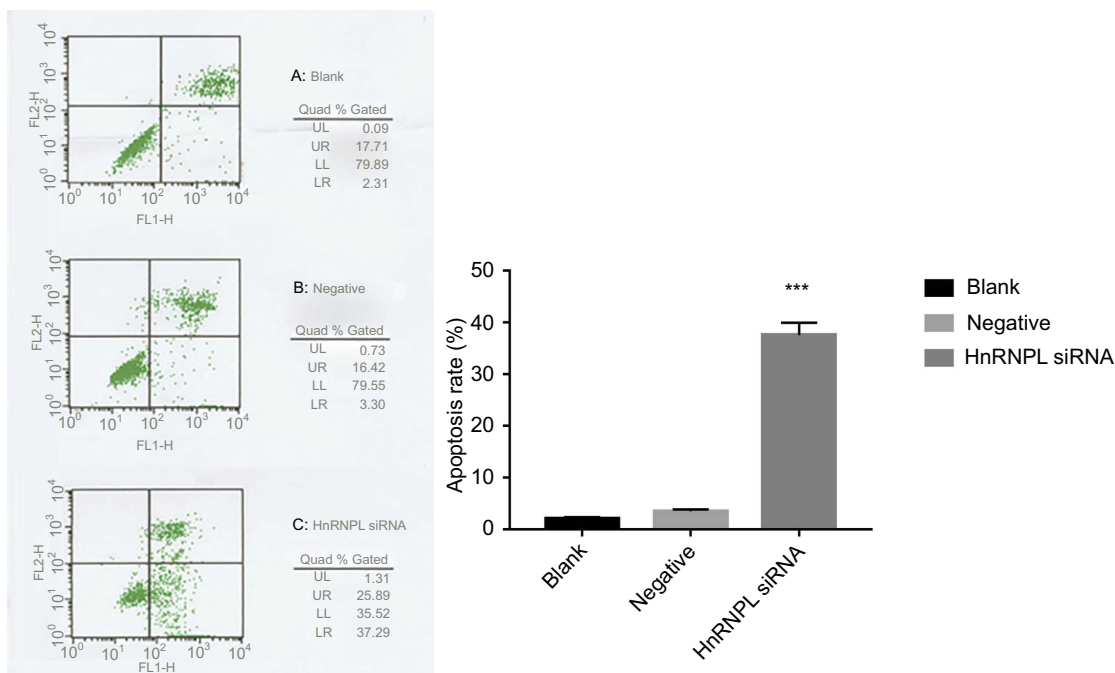 A: Blank
Quad % Gated
UL 0.09
UR 17.71
LL 79.89
LR 2.31
FL2-H
10^4
10^3
10^2
10^1
10^0
10^0 10^1 10^2 10^3 10^4
FL1-H
B: Negative
Quad % Gated
UL 0.73
UR 16.42
LL 79.55
LR 3.30
FL2-H
10^4
10^3
10^2
10^1
10^0
10^0 10^1 10^2 10^3 10^4
FL1-H
C: HnRNPL siRNA
Quad % Gated
UL 1.31
UR 25.89
LL 35.52
LR 37.29
FL2-H
10^4
10^3
10^2
10^1
10^0
10^0 10^1 10^2 10^3 10^4
FL1-H
Apoptosis rate (%)
50
40
30
20
10
0
***
Blank
Negative
HnRNPL siRNA
Blank
Negative
HnRNPL siRNA